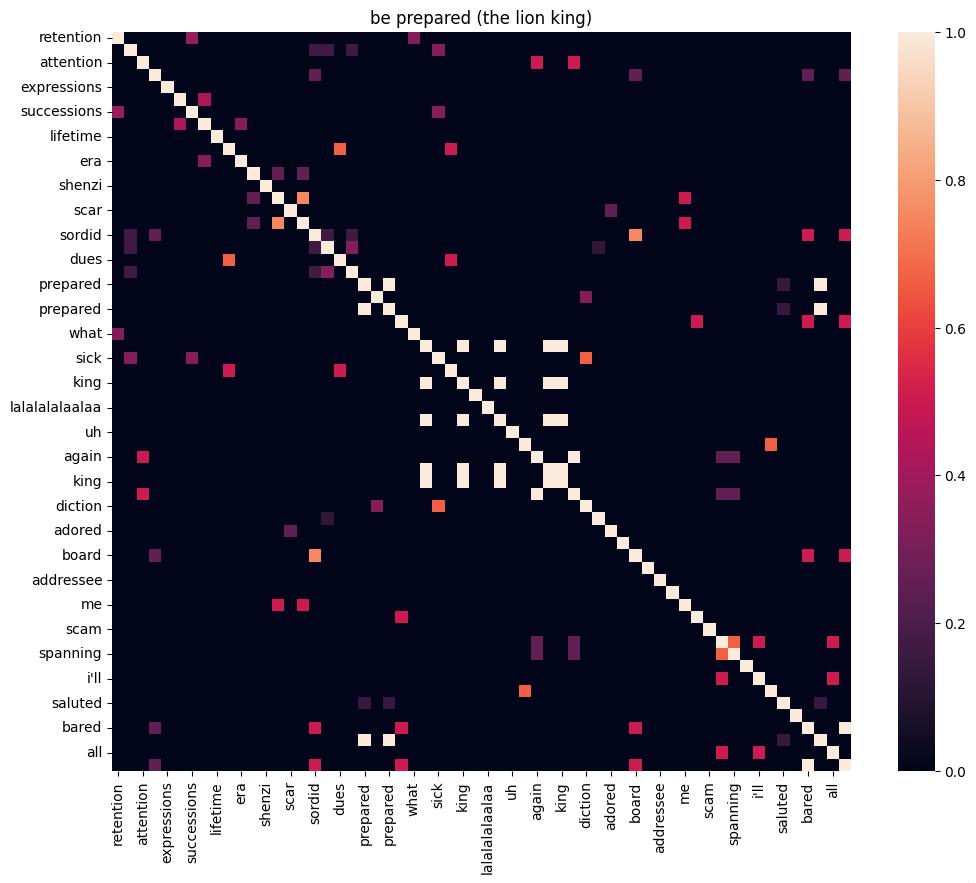 be prepared (the lion king)
retention
attention
expressions
successions
lifetime
era
shenzi
scar
sordid
dues
prepared
prepared
what
sick
king
lalalalalaalaa
uh
again
king
diction
adored
board
addressee
me
scam
spanning
i'll
saluted
bared
all
retention
attention
expressions
successions
lifetime
era
shenzi
scar
sordid
dues
prepared
prepared
what
sick
king
lalalalalaalaa
uh
again
king
diction
adored
board
addressee
me
scam
spanning
i'll
saluted
bared
all
1.0
0.8
0.6
0.4
0.2
0.0